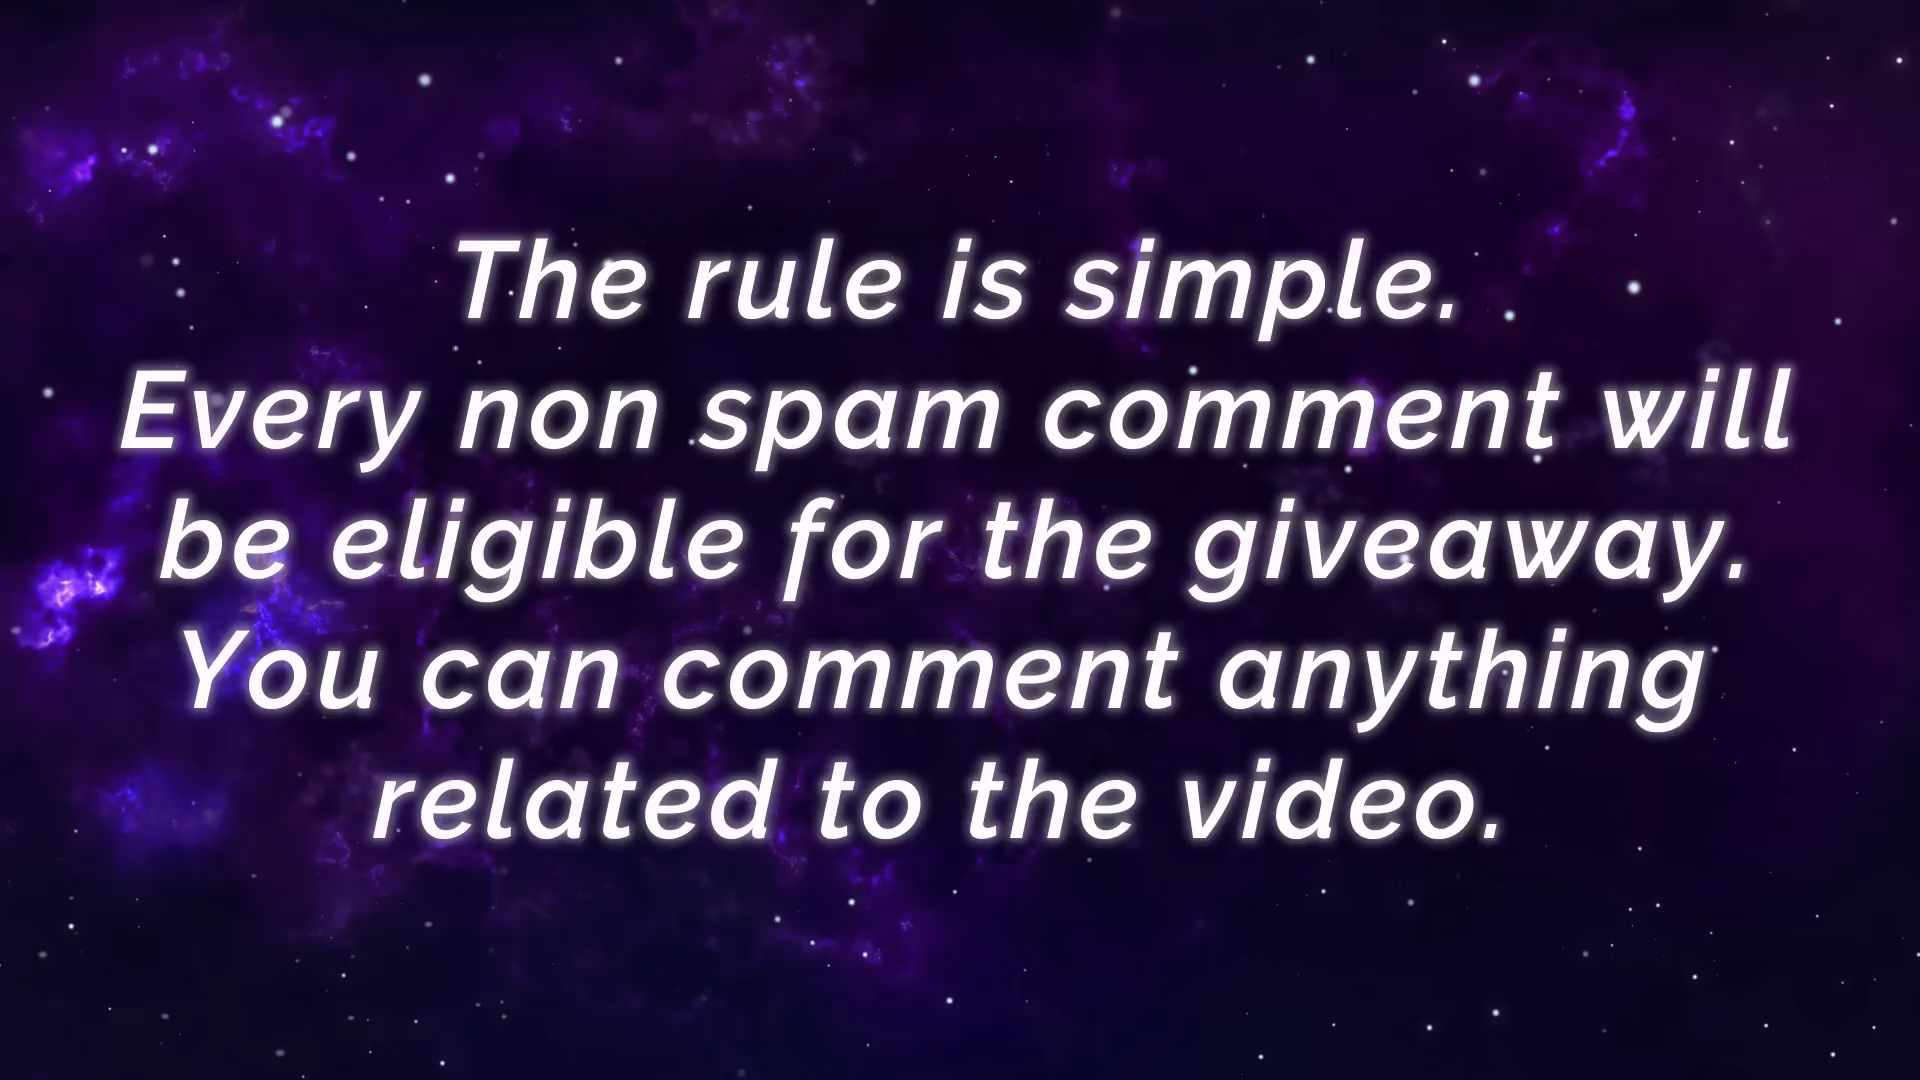 The rule is simple.
Every non spam comment will
be eligible for the giveaway.
You can comment anything
related to the video.